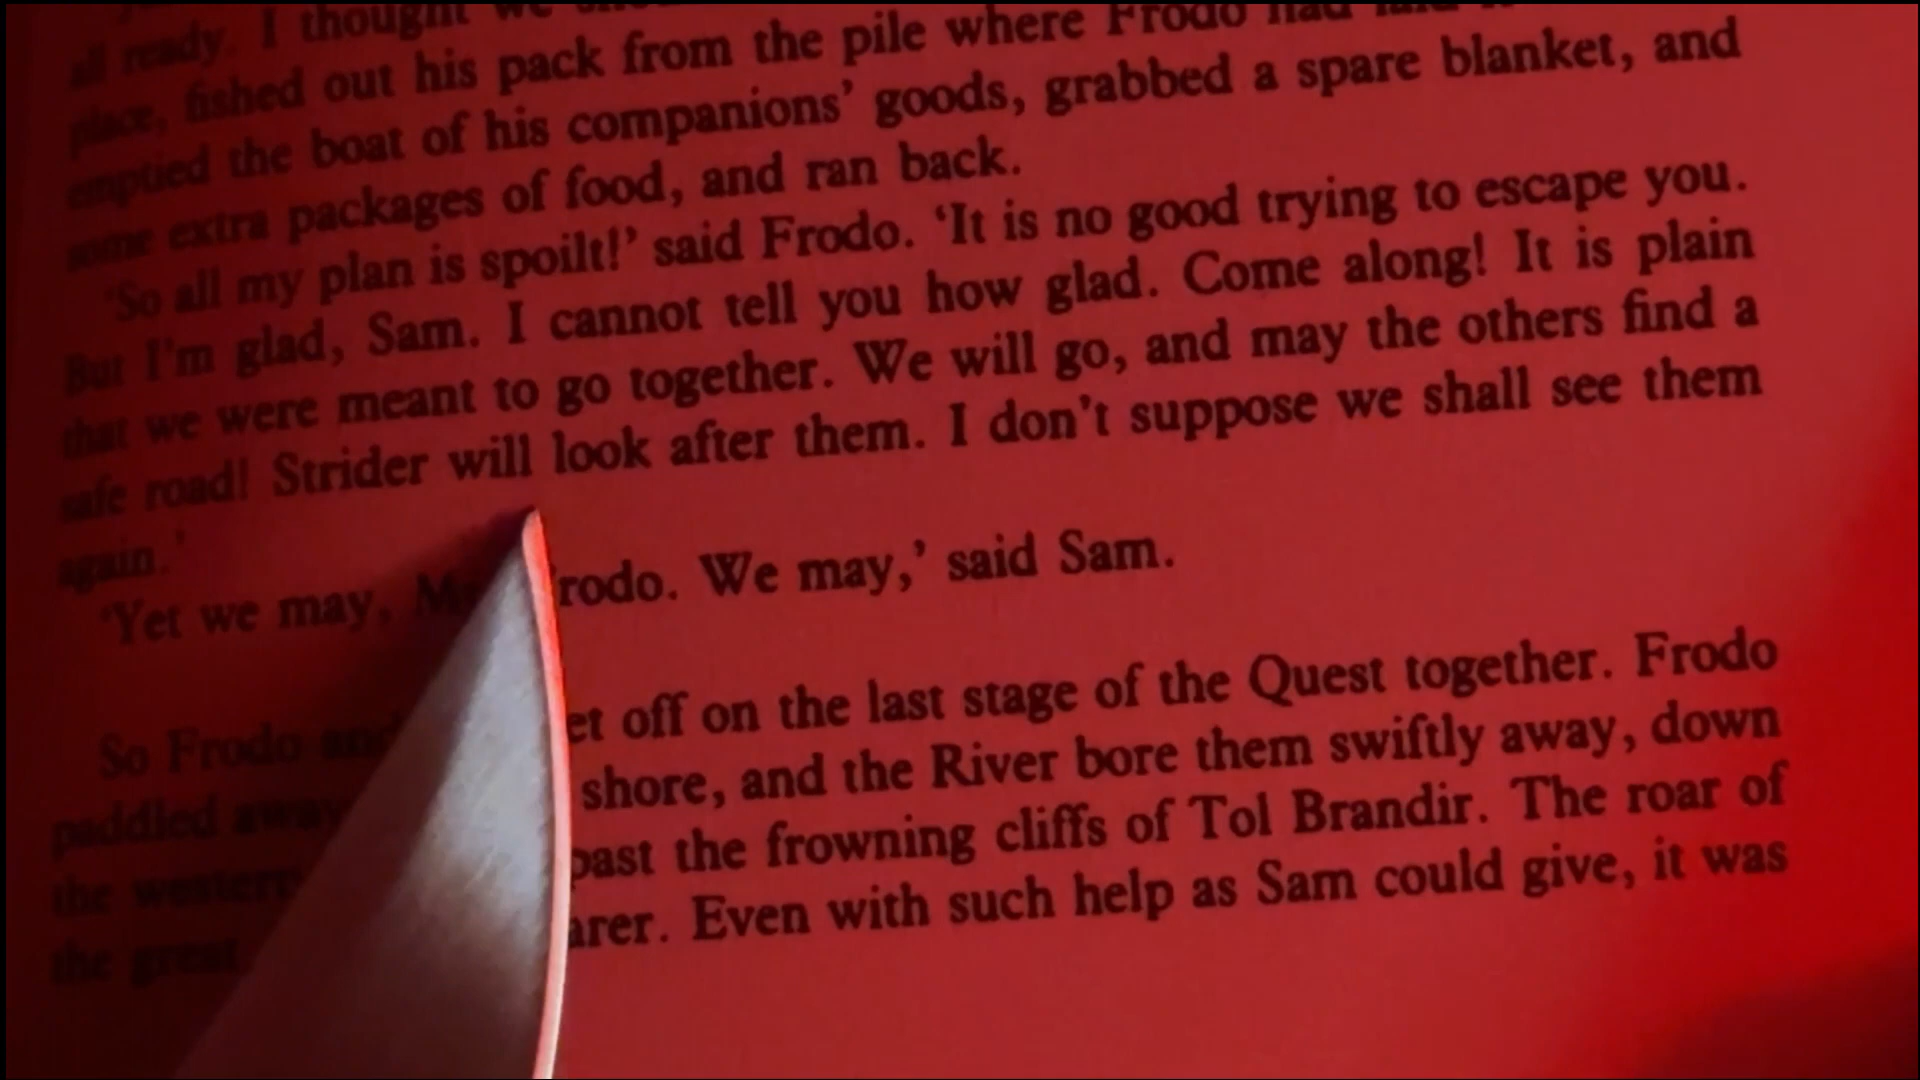 all ready. I thought we
place, fished out his pack from the pile where Frodo had laid it
emptied the boat of his companions' goods, grabbed a spare blanket, and
some extra packages of food, and ran back.
'So all my plan is spoilt!' said Frodo. 'It is no good trying to escape you.
But I'm glad, Sam. I cannot tell you how glad. Come along! It is plain
that we were meant to go together. We will go, and may the others find a
safe road! Strider will look after them. I don't suppose we shall see them
again.'
'Yet we may, rodo. We may,' said Sam.
So Frodo and et off on the last stage of the Quest together. Frodo
paddled away shore, and the River bore them swiftly away, down
the western past the frowning cliffs of Tol Brandir. The roar of
the great arer. Even with such help as Sam could give, it was